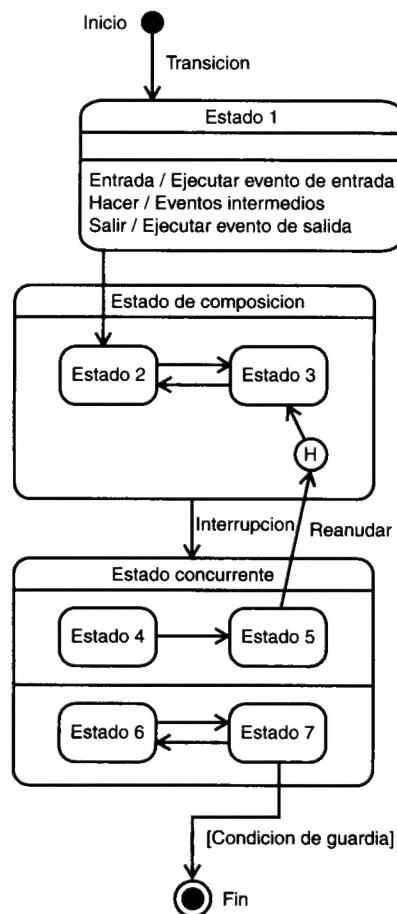 Inicio
Transicion
Estado 1
Entrada / Ejecutar evento de entrada
Hacer / Eventos intermedios
Salir / Ejecutar evento de salida
Estado de composicion
Estado 2
Estado 3
H
Interrupcion
Reanudar
Estado concurrente
Estado 4
Estado 5
Estado 6
Estado 7
[Condicion de guardia]
Fin